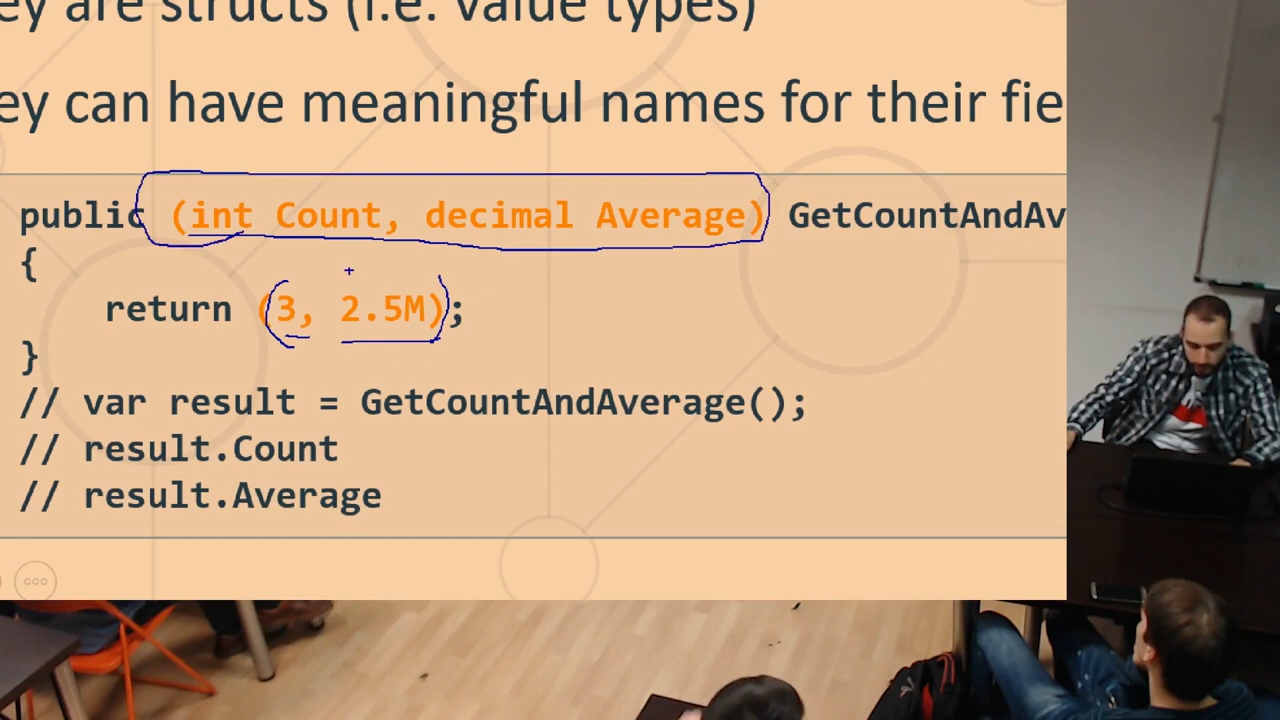 ey are structs (i.e. value types)
ey can have meaningful names for their fie
public (int Count, decimal Average) GetCountAndAv
{
return (3, 2.5M);
}
// var result = GetCountAndAverage();
// result.Count
// result.Average